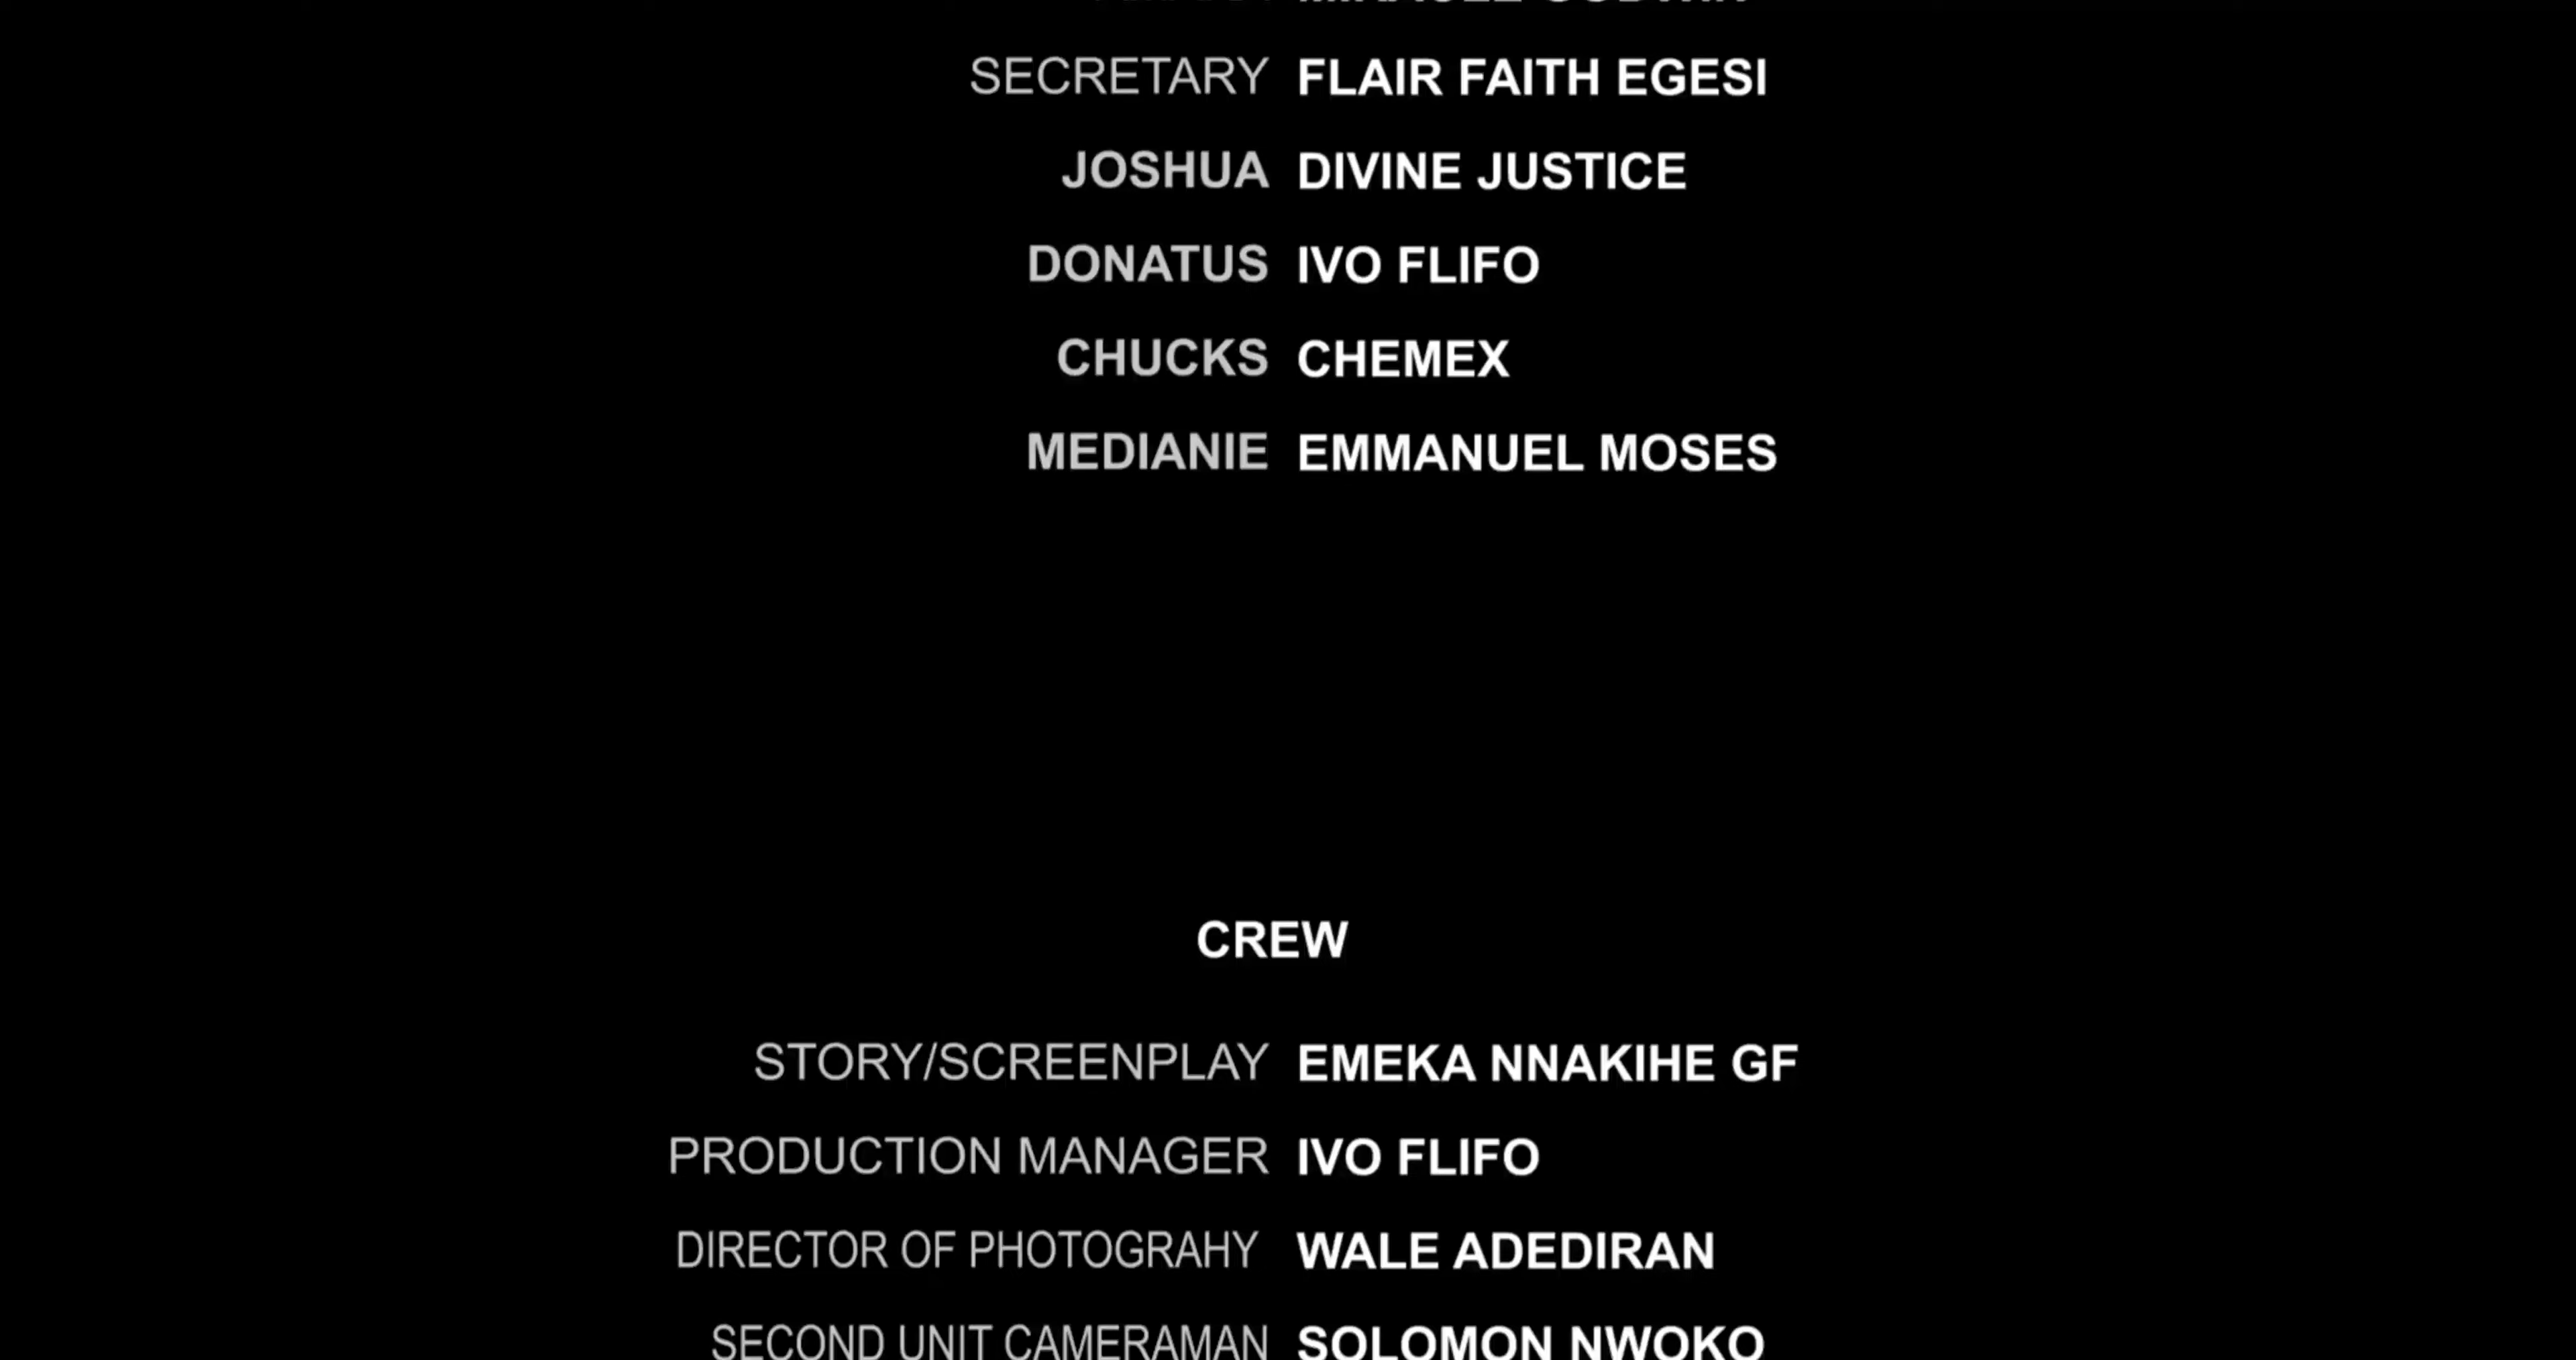 SECRETARY FLAIR FAITH EGESI
JOSHUA DIVINE JUSTICE
DONATUS IVO FLIFO
CHUCKS CHEMEX
MEDIANIE EMMANUEL MOSES
CREW
STORY/SCREENPLAY EMEKA NNAKIHE GF
PRODUCTION MANAGER IVO FLIFO
DIRECTOR OF PHOTOGRAHY WALE ADEDIRAN
SECOND UNIT CAMERAMAN SOLOMON NWOKO